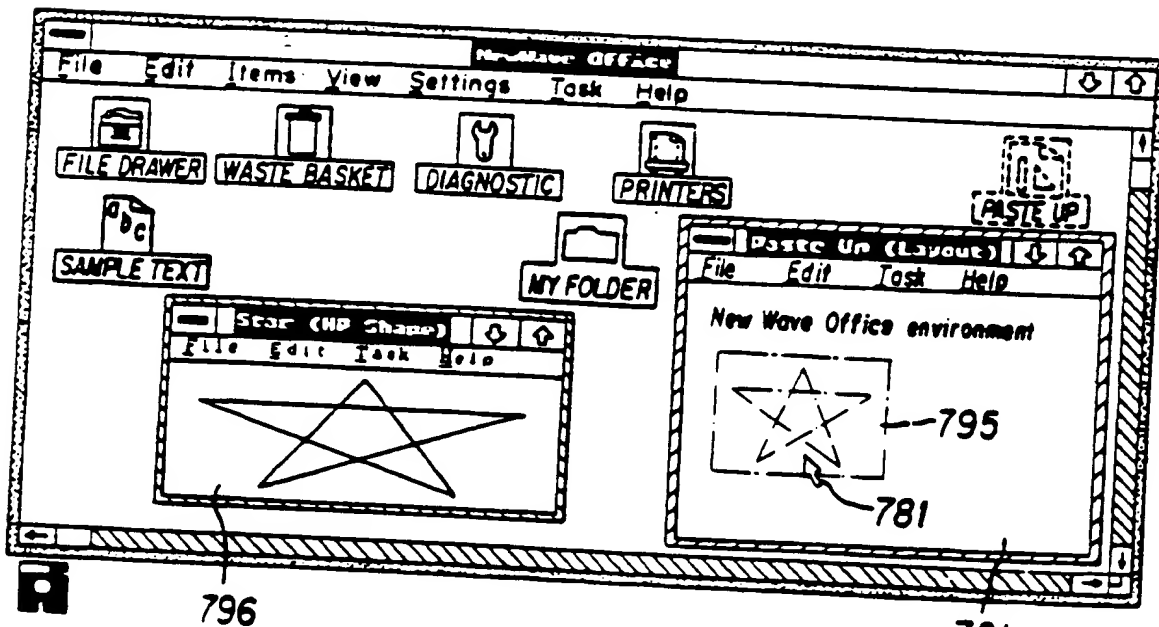 NewWave Office
File Edit Items View Settings Task Help
FILE DRAWER WASTE BASKET DIAGNOSTIC PRINTERS PASTE UP
abc
SAMPLE TEXT MY FOLDER
Paste Up (Layout)
File Edit Task Help
New Wave Office environment
Star (HP Shape)
File Edit Task Help
795
781
796